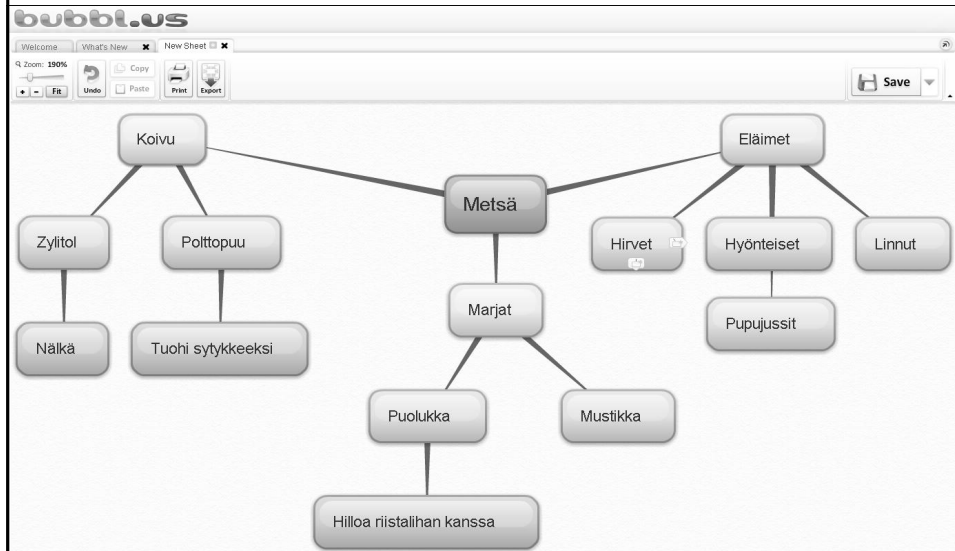 bubbl.us
Welcome
What's New
New Sheet
Zoom: 190%
Fit
Undo
Copy
Paste
Print
Export
Save
Koivu
Eläimet
Metsä
Zylitol
Polttopuu
Hirvet
Hyönteiset
Linnut
Marjat
Pupujussit
Nälkä
Tuohi sytykkeeksi
Puolukka
Mustikka
Hilloa riistalihan kanssa